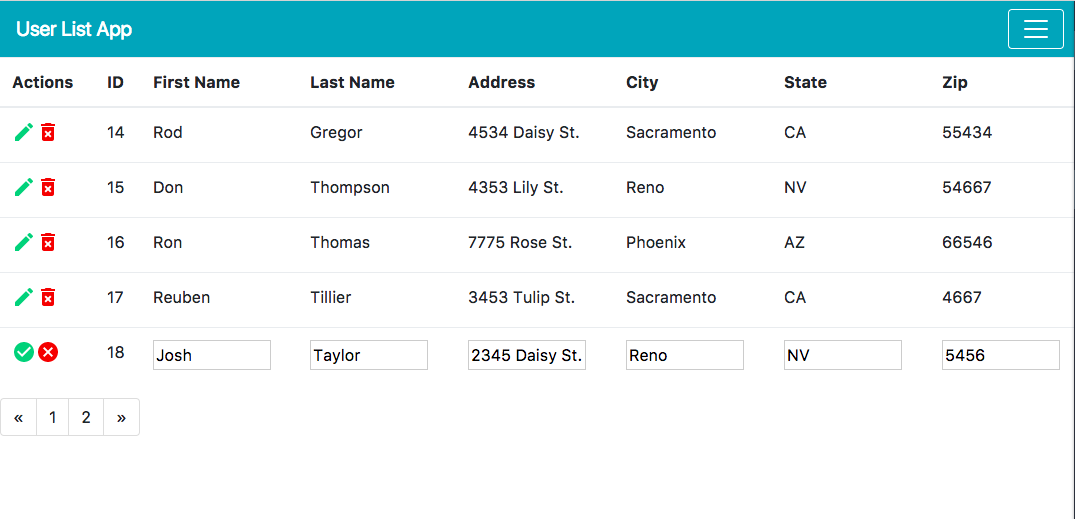 User List App
Actions ID First Name Last Name Address City State Zip
14 Rod Gregor 4534 Daisy St. Sacramento CA 55434
15 Don Thompson 4353 Lily St. Reno NV 54667
16 Ron Thomas 7775 Rose St. Phoenix AZ 66546
17 Reuben Tillier 3453 Tulip St. Sacramento CA 4667
18 Josh Taylor 2345 Daisy St. Reno NV 5456
« 1 2 »